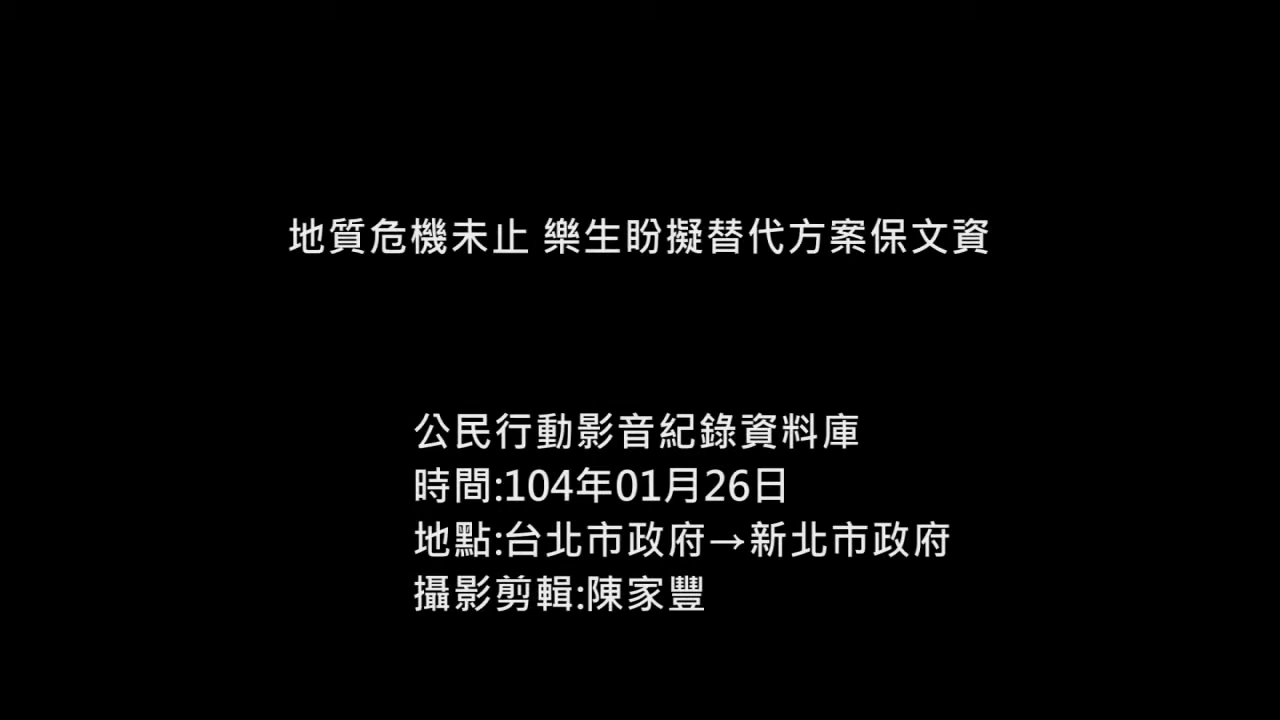 地質危機未止 樂生盼擬替代方案保文資
公民行動影音紀錄資料庫
時間:104年01月26日
地點:台北市政府→新北市政府
攝影剪輯:陳家豐